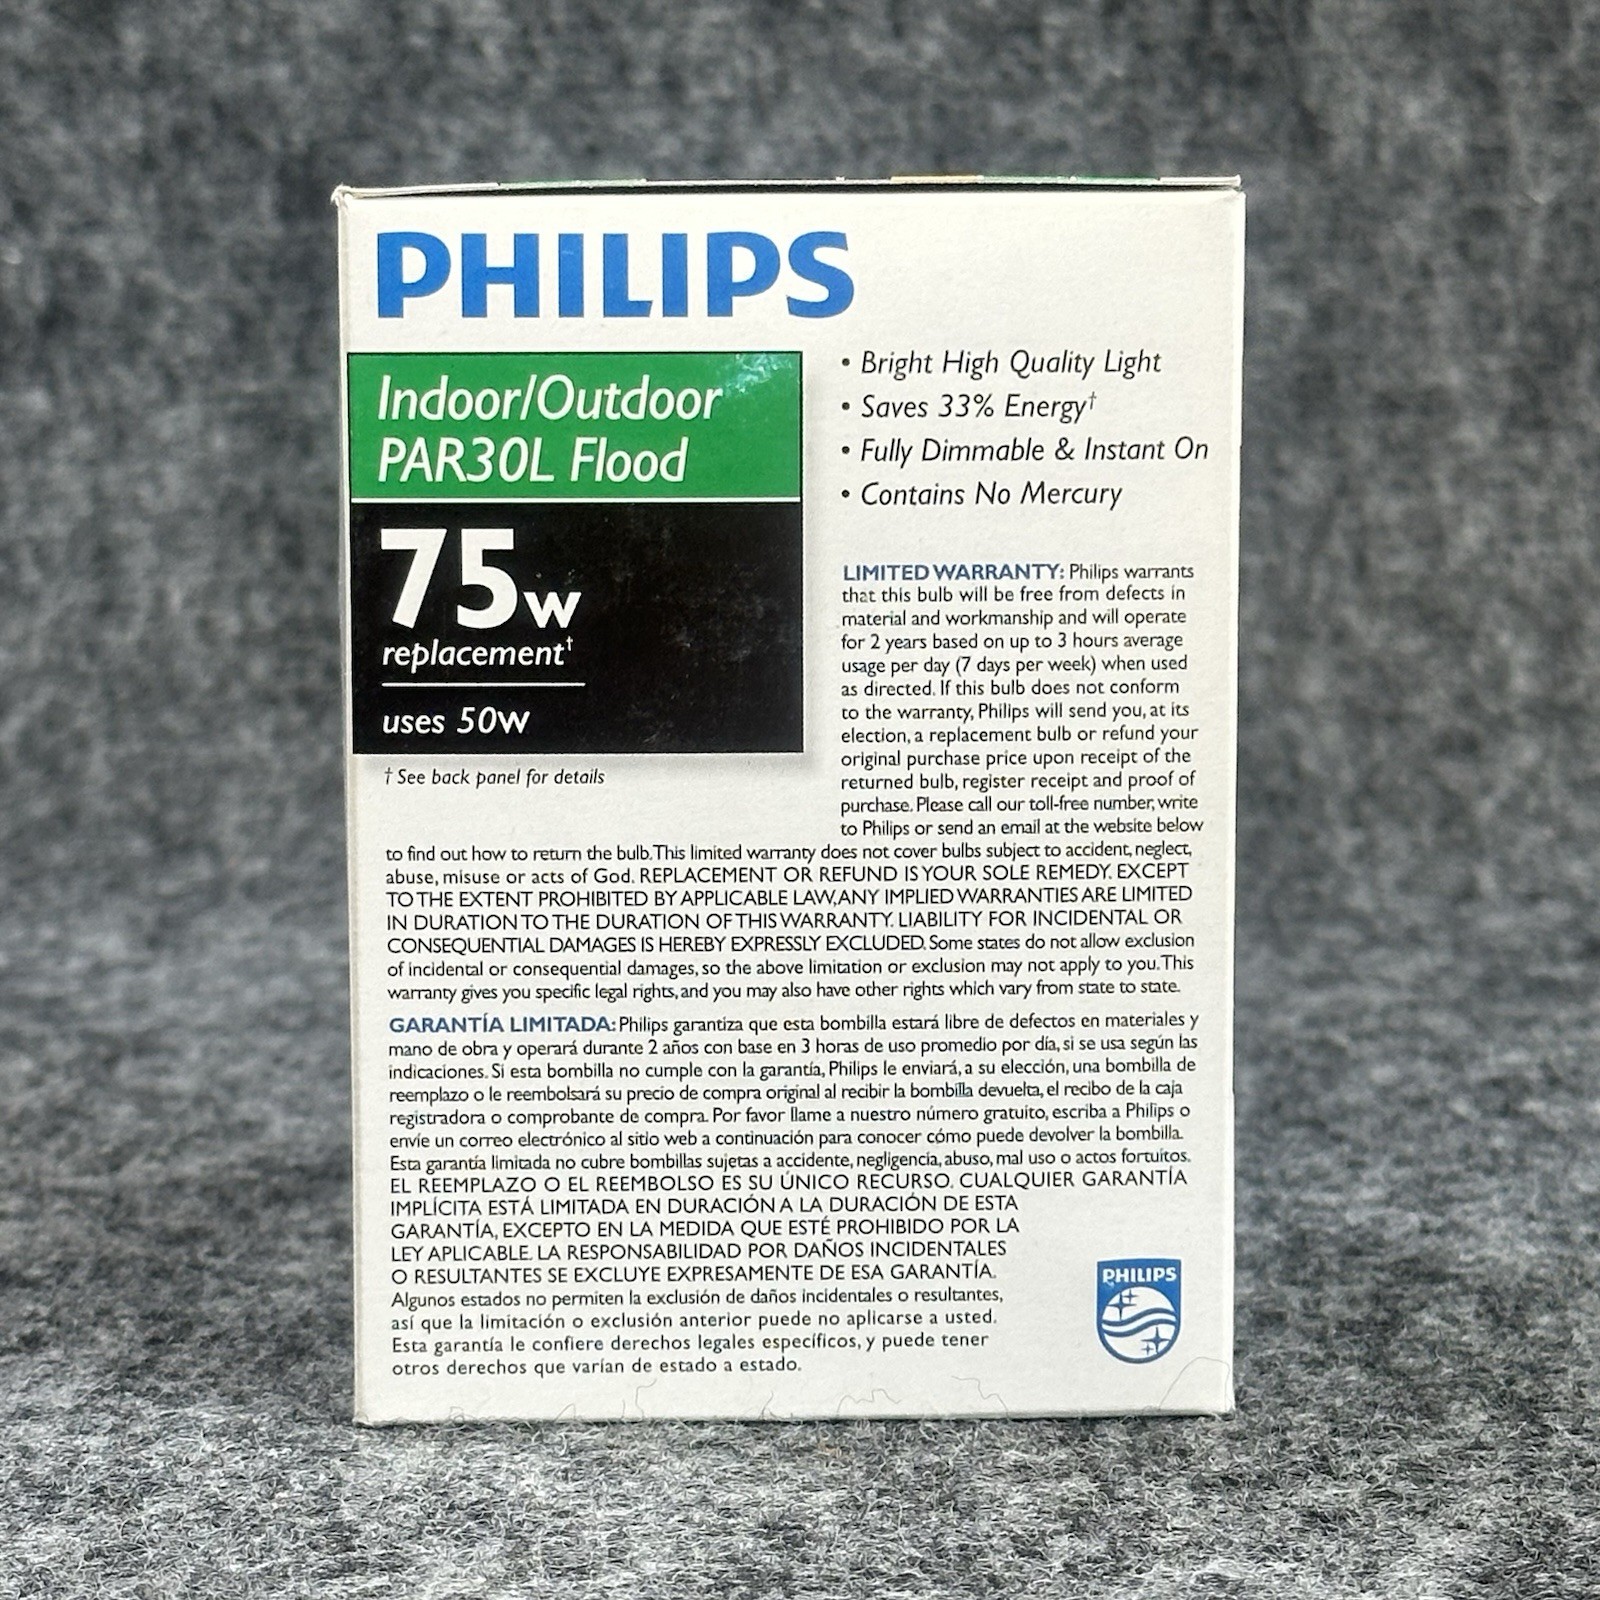 PHILIPS
Indoor/Outdoor
PAR30L Flood
75w
replacement†
uses 50W
† See back panel for details
• Bright High Quality Light
• Saves 33% Energy†
• Fully Dimmable & Instant On
• Contains No Mercury
LIMITED WARRANTY: Philips warrants
that this bulb will be free from defects in
material and workmanship and will operate
for 2 years based on up to 3 hours average
usage per day (7 days per week) when used
as directed. If this bulb does not conform
to the warranty, Philips will send you, at its
election, a replacement bulb or refund your
original purchase price upon receipt of the
returned bulb, register receipt and proof of
purchase. Please call our toll-free number, write
to Philips or send an email at the website below
to find out how to return the bulb. This limited warranty does not cover bulbs subject to accident, neglect,
abuse, misuse or acts of God. REPLACEMENT OR REFUND IS YOUR SOLE REMEDY. EXCEPT
TO THE EXTENT PROHIBITED BY APPLICABLE LAW, ANY IMPLIED WARRANTIES ARE LIMITED
IN DURATION TO THE DURATION OF THIS WARRANTY. LIABILITY FOR INCIDENTAL OR
CONSEQUENTIAL DAMAGES IS HEREBY EXPRESSLY EXCLUDED. Some states do not allow exclusion
of incidental or consequential damages, so the above limitation or exclusion may not apply to you. This
warranty gives you specific legal rights, and you may also have other rights which vary from state to state.
GARANTÍA LIMITADA: Philips garantiza que esta bombilla estará libre de defectos en materiales y
mano de obra y operará durante 2 años con base en 3 horas de uso promedio por día, si se usa según las
indicaciones. Si esta bombilla no cumple con la garantía, Philips le enviará, a su elección, una bombilla de
reemplazo o le reembolsará su precio de compra original al recibir la bombilla devuelta, el recibo de la caja
registradora o comprobante de compra. Por favor llame a nuestro número gratuito, escriba a Philips o
envíe un correo electrónico al sitio web a continuación para conocer cómo puede devolver la bombilla.
Esta garantía limitada no cubre bombillas sujetas a accidente, negligencia, abuso, mal uso o actos fortuitos.
EL REEMPLAZO O EL REEMBOLSO ES SU ÚNICO RECURSO. CUALQUIER GARANTÍA
IMPLÍCITA ESTÁ LIMITADA EN DURACIÓN A LA DURACIÓN DE ESTA
GARANTÍA, EXCEPTO EN LA MEDIDA QUE ESTÉ PROHIBIDO POR LA
LEY APLICABLE. LA RESPONSABILIDAD POR DAÑOS INCIDENTALES
O RESULTANTES SE EXCLUYE EXPRESAMENTE DE ESA GARANTÍA.
Algunos estados no permiten la exclusión de daños incidentales o resultantes,
así que la limitación o exclusión anterior puede no aplicarse a usted.
Esta garantía le confiere derechos legales específicos, y puede tener
otros derechos que varían de estado a estado.
PHILIPS